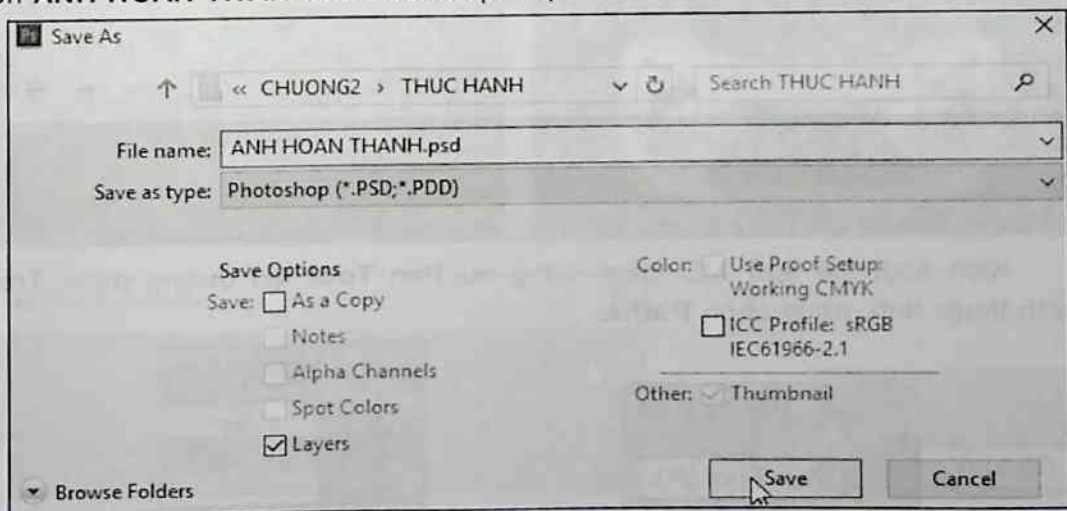 ANH HOAN
Save As
« CHUONG2 › THUC HANH
Search THUC HANH
File name: ANH HOAN THANH.psd
Save as type: Photoshop (*.PSD;*.PDD)
Save Options
Save: As a Copy
Notes
Alpha Channels
Spot Colors
Layers
Color: Use Proof Setup:
Working CMYK
ICC Profile: sRGB
IEC61966-2.1
Other: Thumbnail
Browse Folders
Save
Cancel